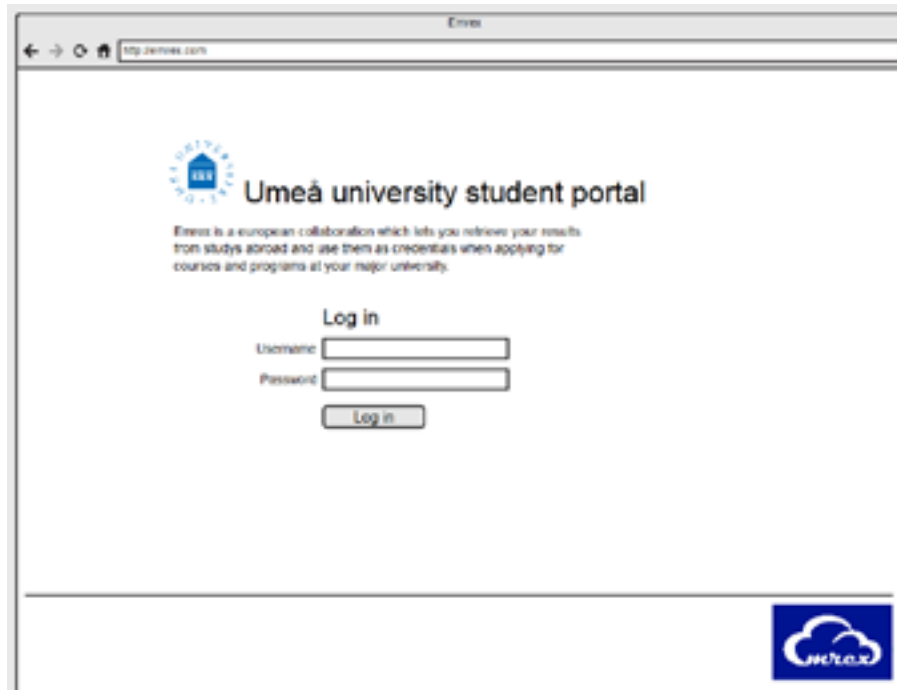 Emrex
http://emrex.com
Umeå university student portal
Emrex is a european collaboration which lets you retrieve your results
from studys abroad and use them as credentials when applying for
courses and programs at your major university.
Log in
Username
Password
Log in
mrex